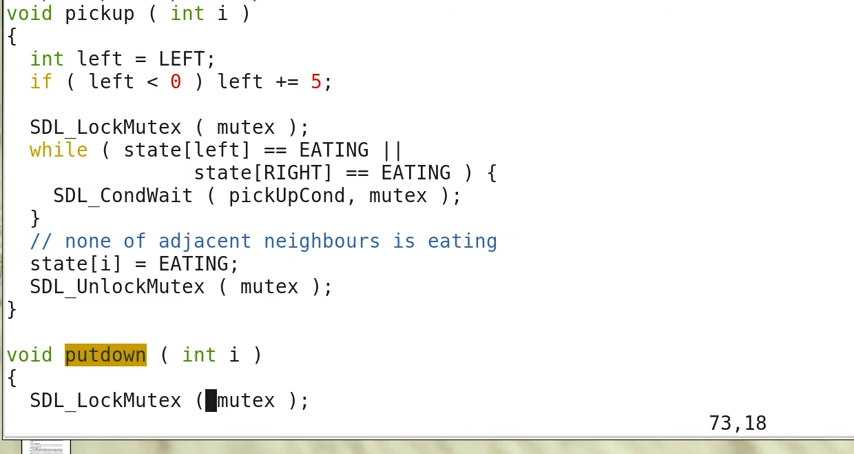 void pickup ( int i )
{
  int left = LEFT;
  if ( left < 0 ) left += 5;

  SDL_LockMutex ( mutex );
  while ( state[left] == EATING ||
                state[RIGHT] == EATING ) {
    SDL_CondWait ( pickUpCond, mutex );
  }
  // none of adjacent neighbours is eating
  state[i] = EATING;
  SDL_UnlockMutex ( mutex );
}

void putdown ( int i )
{
  SDL_LockMutex ( mutex );
73,18